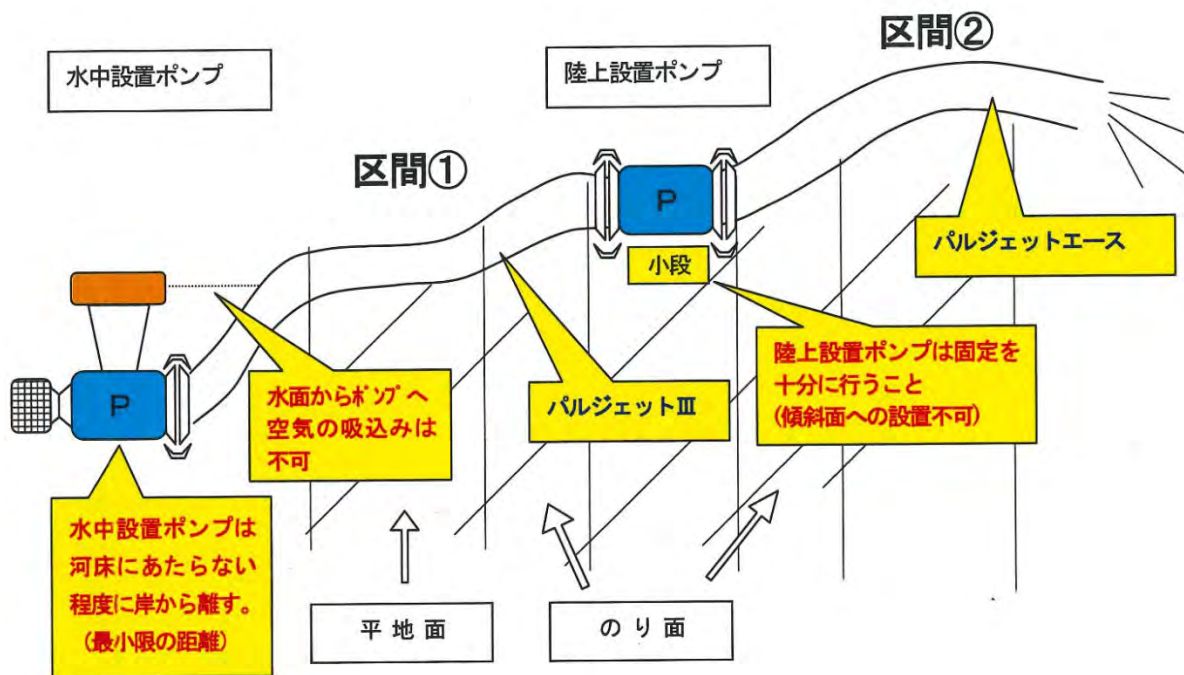 区間②
水中設置ポンプ
陸上設置ポンプ
区間①
P
小段
パルジェットエース
P
水面からポンプへ
空気の吸込みは
不可
パルジェットⅢ
陸上設置ポンプは固定を
十分に行うこと
(傾斜面への設置不可)
水中設置ポンプは
河床にあたらない
程度に岸から離す。
(最小限の距離)
平地面
のり面